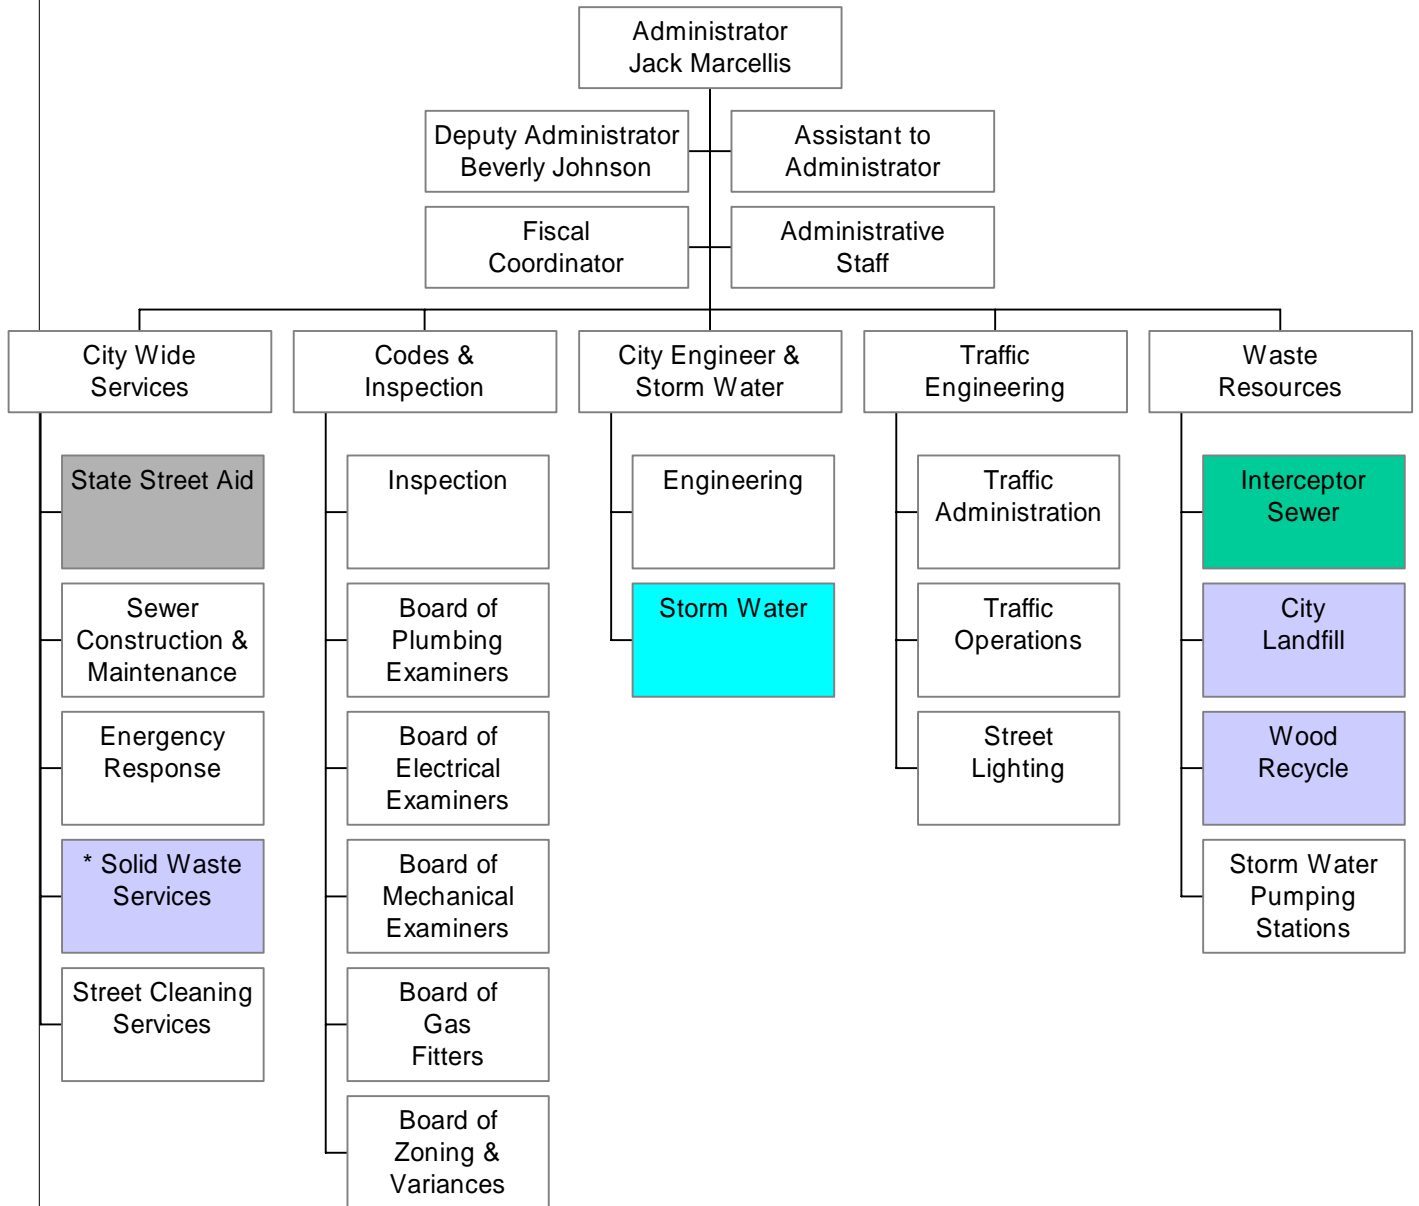 Administrator
Jack Marcellis
Deputy Administrator
Beverly Johnson
Assistant to
Administrator
Fiscal
Coordinator
Administrative
Staff
City Wide
Services
Codes &
Inspection
City Engineer &
Storm Water
Traffic
Engineering
Waste
Resources
State Street Aid
Sewer
Construction &
Maintenance
Energency
Response
* Solid Waste
Services
Street Cleaning
Services
Inspection
Board of
Plumbing
Examiners
Board of
Electrical
Examiners
Board of
Mechanical
Examiners
Board of
Gas
Fitters
Board of
Zoning &
Variances
Engineering
Storm Water
Traffic
Administration
Traffic
Operations
Street
Lighting
Interceptor
Sewer
City
Landfill
Wood
Recycle
Storm Water
Pumping
Stations